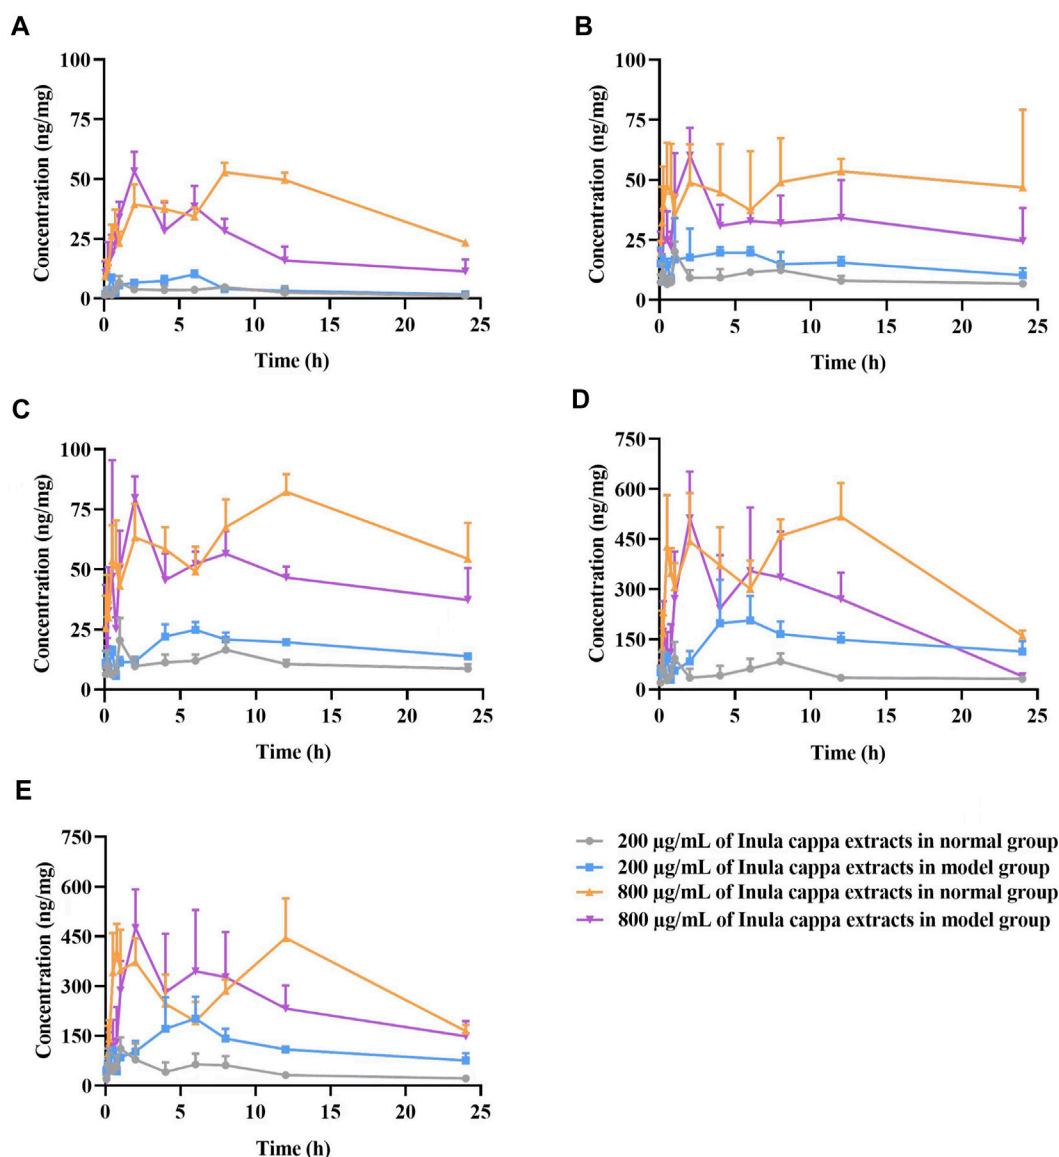 A
Concentration (ng/mg)
100
75
50
25
0
0 5 10 15 20 25
Time (h)
B
Concentration (ng/mg)
100
75
50
25
0
0 5 10 15 20 25
Time (h)
C
Concentration (ng/mg)
100
75
50
25
0
0 5 10 15 20 25
Time (h)
D
Concentration (ng/mg)
750
600
450
300
150
0
0 5 10 15 20 25
Time (h)
E
Concentration (ng/mg)
750
600
450
300
150
0
0 5 10 15 20 25
Time (h)
200 μg/mL of Inula cappa extracts in normal group
200 μg/mL of Inula cappa extracts in model group
800 μg/mL of Inula cappa extracts in normal group
800 μg/mL of Inula cappa extracts in model group